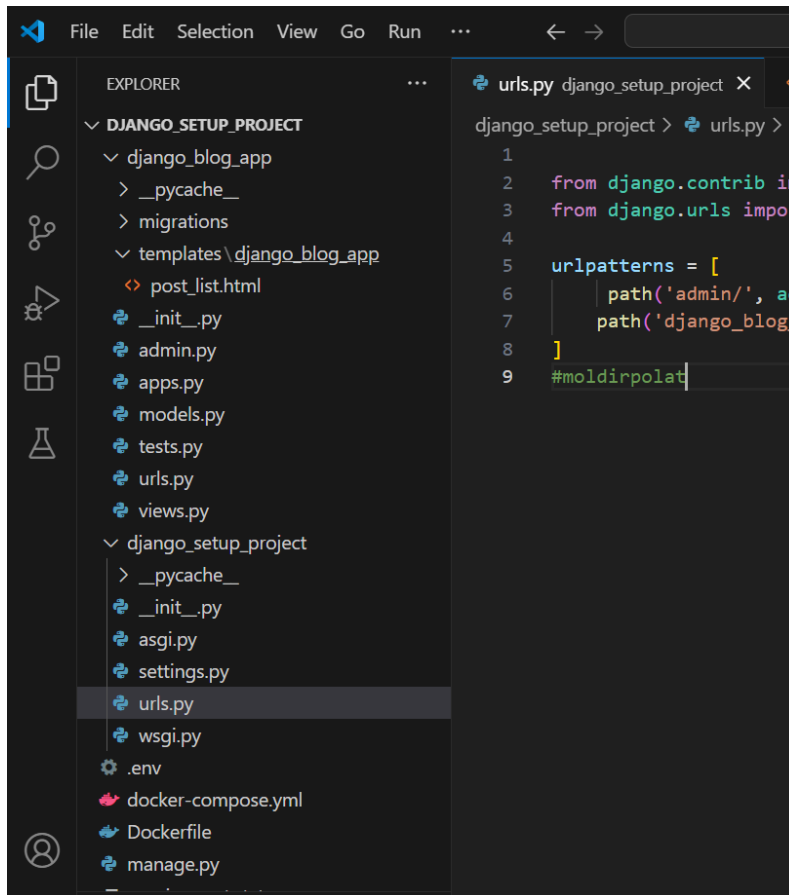 File Edit Selection View Go Run ··· ← →
EXPLORER ···
DJANGO_SETUP_PROJECT
django_blog_app
__pycache__
migrations
templates\django_blog_app
post_list.html
__init__.py
admin.py
apps.py
models.py
tests.py
urls.py
views.py
django_setup_project
__pycache__
__init__.py
asgi.py
settings.py
urls.py
wsgi.py
.env
docker-compose.yml
Dockerfile
manage.py
urls.py django_setup_project
django_setup_project > urls.py >
1
2 from django.contrib
3 from django.urls
4
5 urlpatterns = [
6 path('admin/',
7 path('django_blog
8 ]
9 #moldirpolat